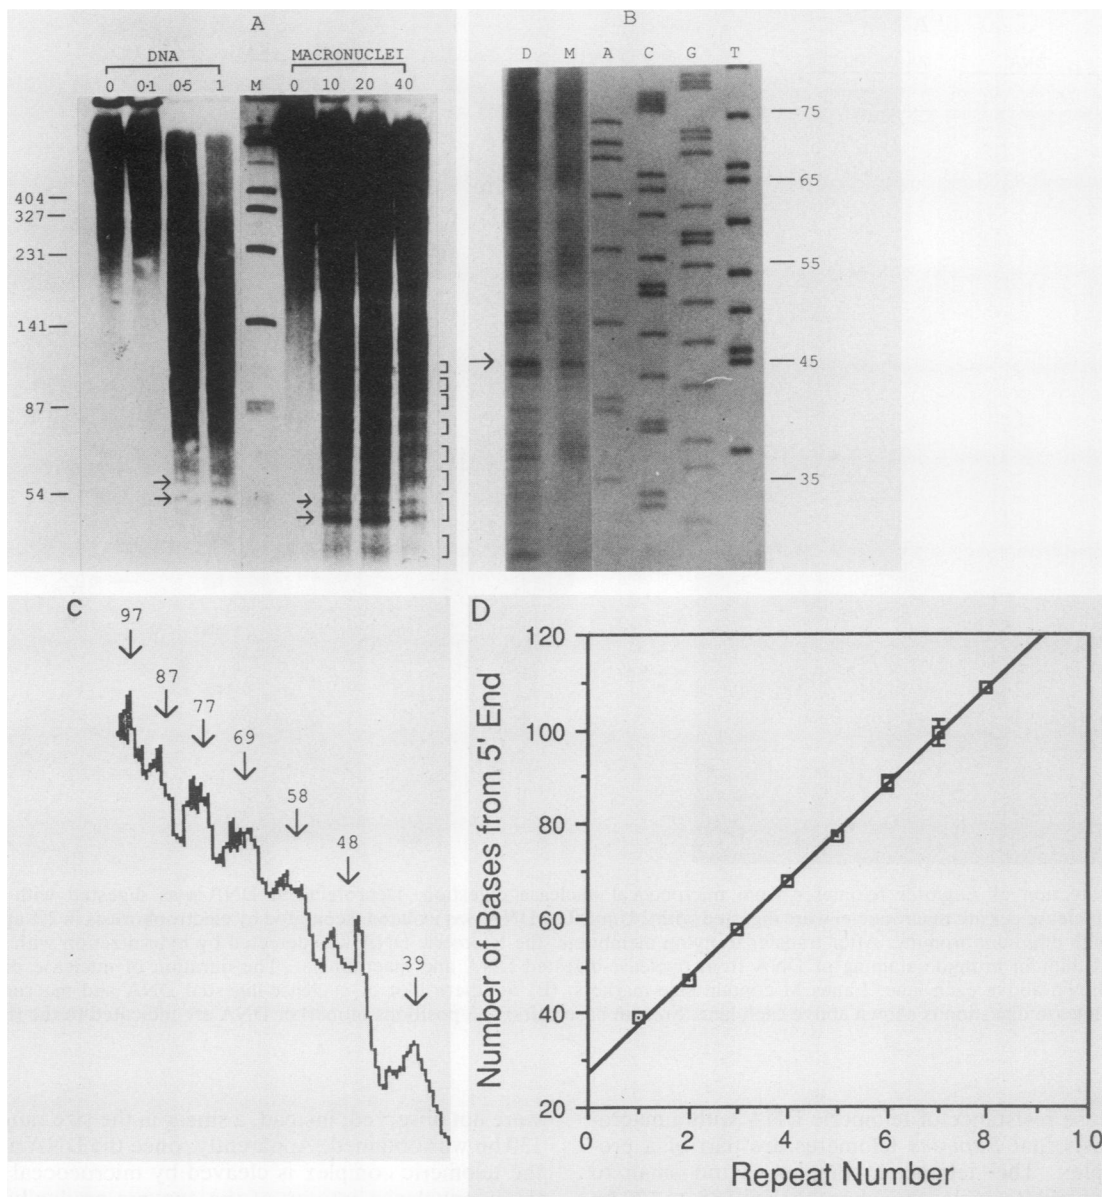 A
DNA
MACRONUCLEI
0 0·1 0·5 1 M 0 10 20 40
404
327
231
141
87
54
B
D M A C G T
75
65
55
45
35
C
97
87
77
69
58
48
39
D
Number of Bases from 5' End
120
100
80
60
40
20
0 2 4 6 8 10
Repeat Number